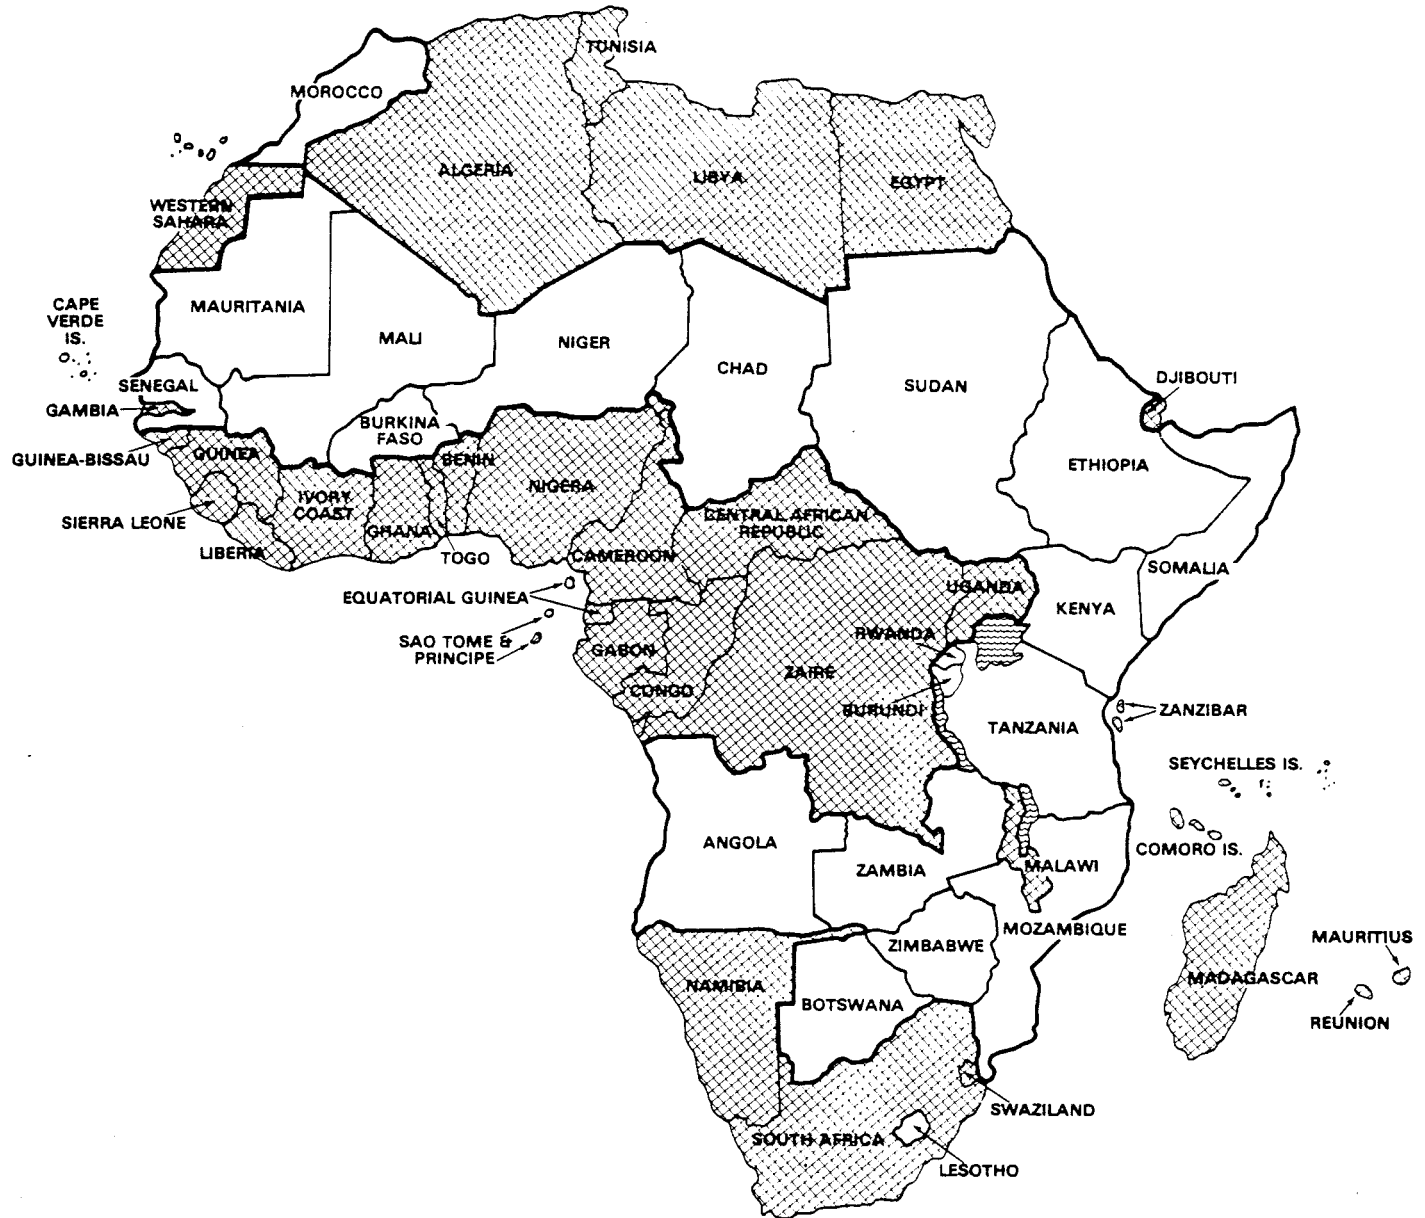 TUNISIA
MOROCCO
ALGERIA
LIBYA
EGYPT
WESTERN
SAHARA
CAPE
VERDE
IS.
MAURITANIA
MALI
NIGER
CHAD
SUDAN
DJIBOUTI
SENEGAL
GAMBIA
BURKINA
FASO
GUINEA-BISSAU
GUINEA
BENIN
ETHIOPIA
NIGERA
IVORY
COAST
SIERRA LEONE
GHANA
CENTRAL AFRICAN
REPUBLIC
LIBERIA
TOGO
CAMEROON
SOMALIA
UGANDA
KENYA
EQUATORIAL GUINEA
RWANDA
SAO TOME &
PRINCIPE
GABON
ZAIRE
CONGO
BURUNDI
ZANZIBAR
TANZANIA
SEYCHELLES IS.
ANGOLA
COMORO IS.
ZAMBIA
MALAWI
MOZAMBIQUE
ZIMBABWE
MAURITIUS
NAMIBIA
MADAGASCAR
BOTSWANA
REUNION
SWAZILAND
SOUTH AFRICA
LESOTHO